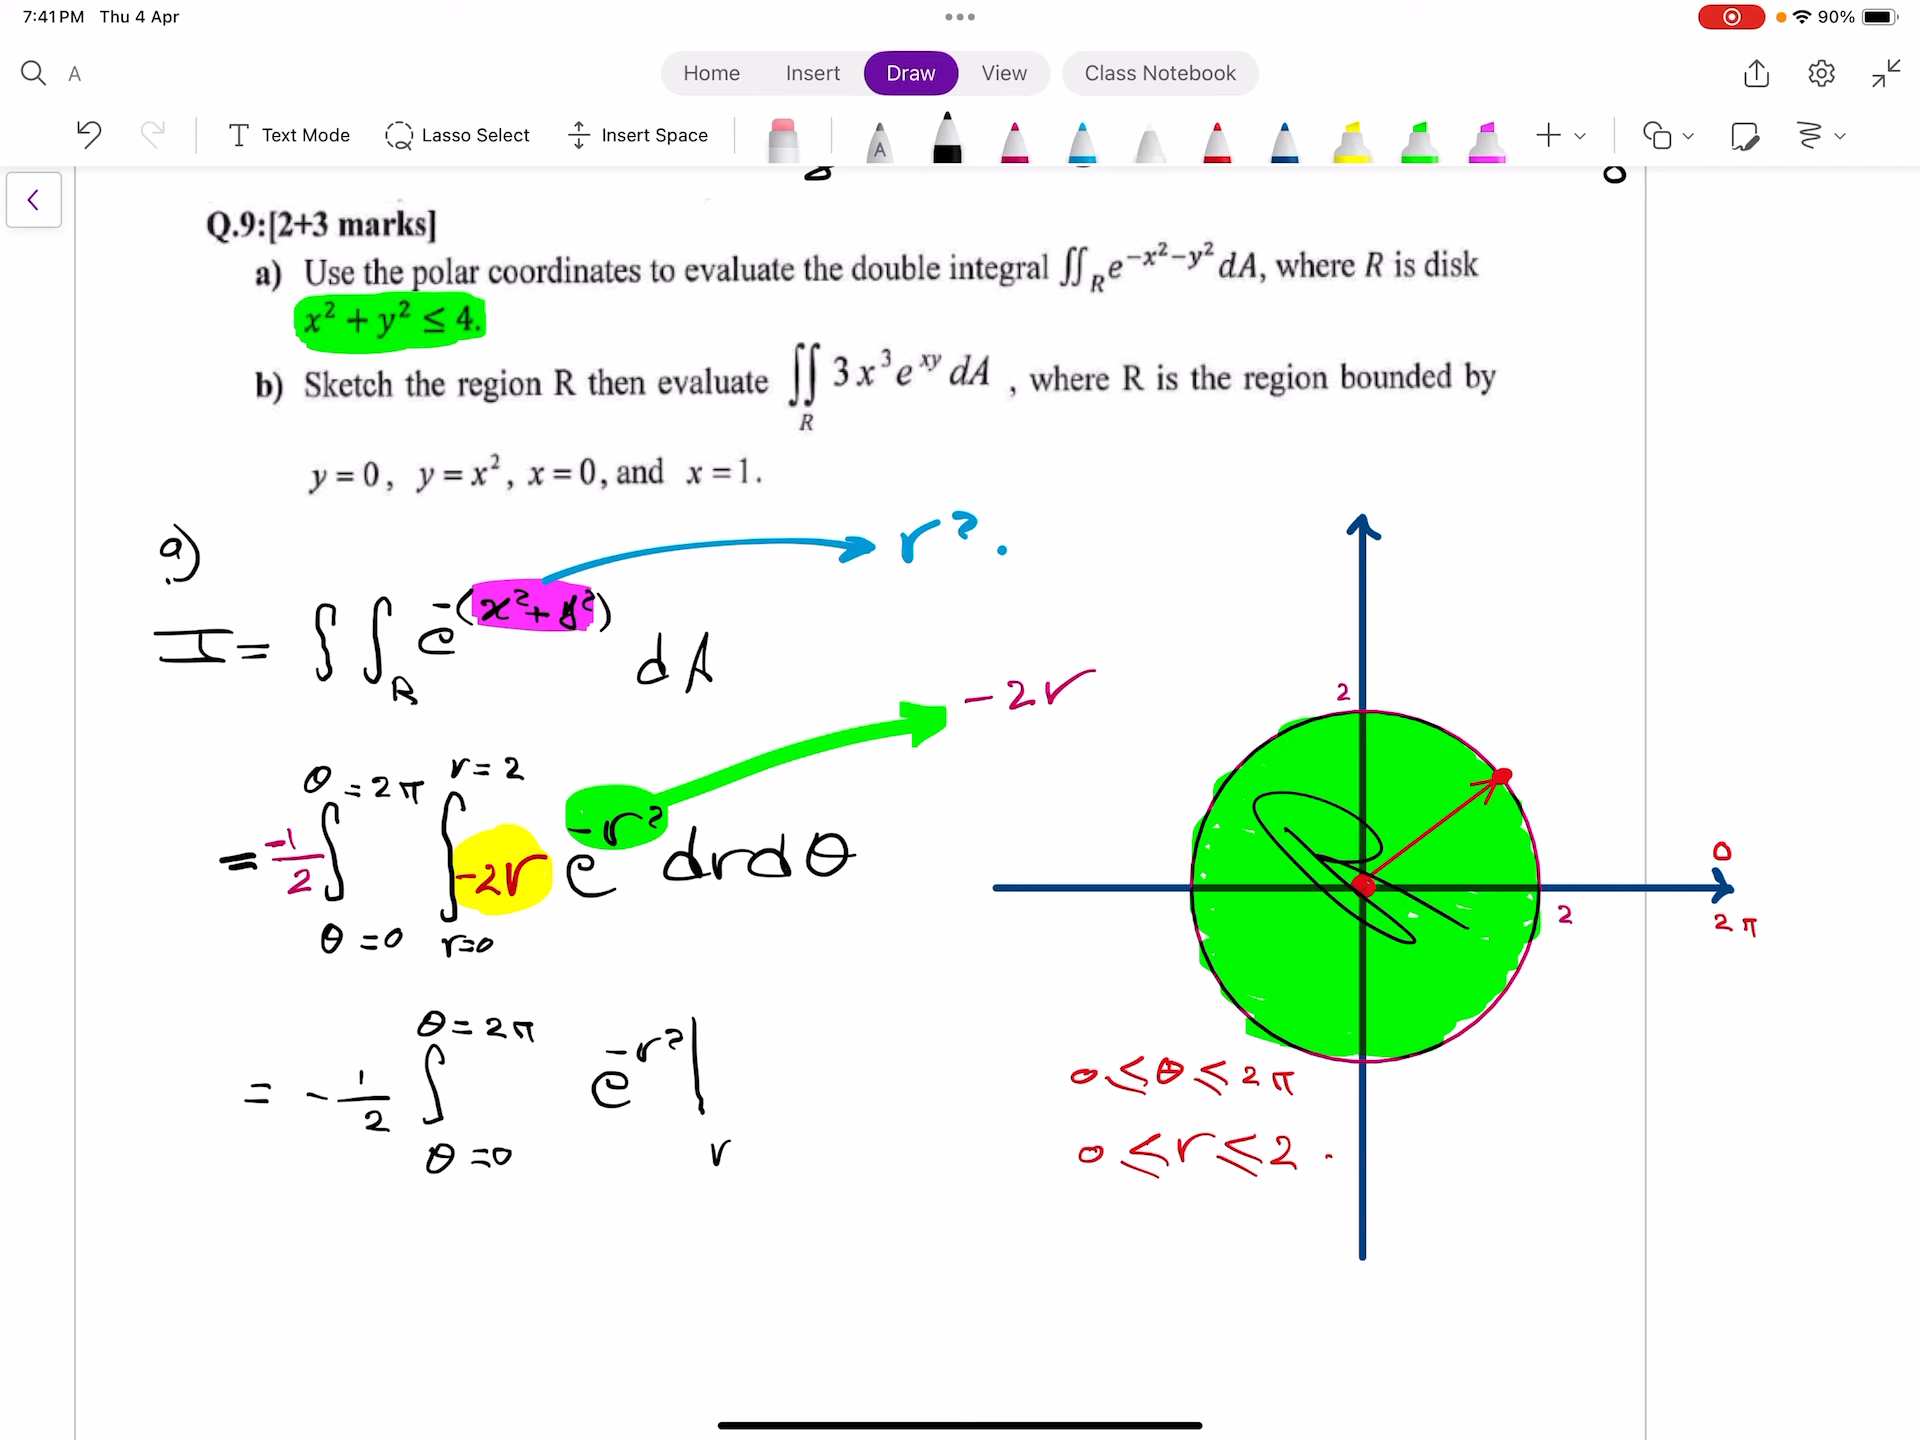 7:41 PM Thu 4 Apr
90%
A
Home Insert Draw View Class Notebook
Text Mode Lasso Select Insert Space
A
Q.9:[2+3 marks]
a) Use the polar coordinates to evaluate the double integral ∬_R e^{-x²-y²} dA, where R is disk
x² + y² ≤ 4.
b) Sketch the region R then evaluate ∬_R 3x³e^{xy} dA , where R is the region bounded by
y = 0, y = x², x = 0, and x = 1.
a)
r².
I = ∫∫_R e^{-(x²+y²)} dA
-2r
= -1/2 ∫_{θ=0}^{θ=2π} ∫_{r=0}^{r=2} -2r e^{-r²} dr dθ
= -1/2 ∫_{θ=0}^{θ=2π} e^{-r²} |_r
2
2
0
2π
R
0 ≤ θ ≤ 2π
0 ≤ r ≤ 2.